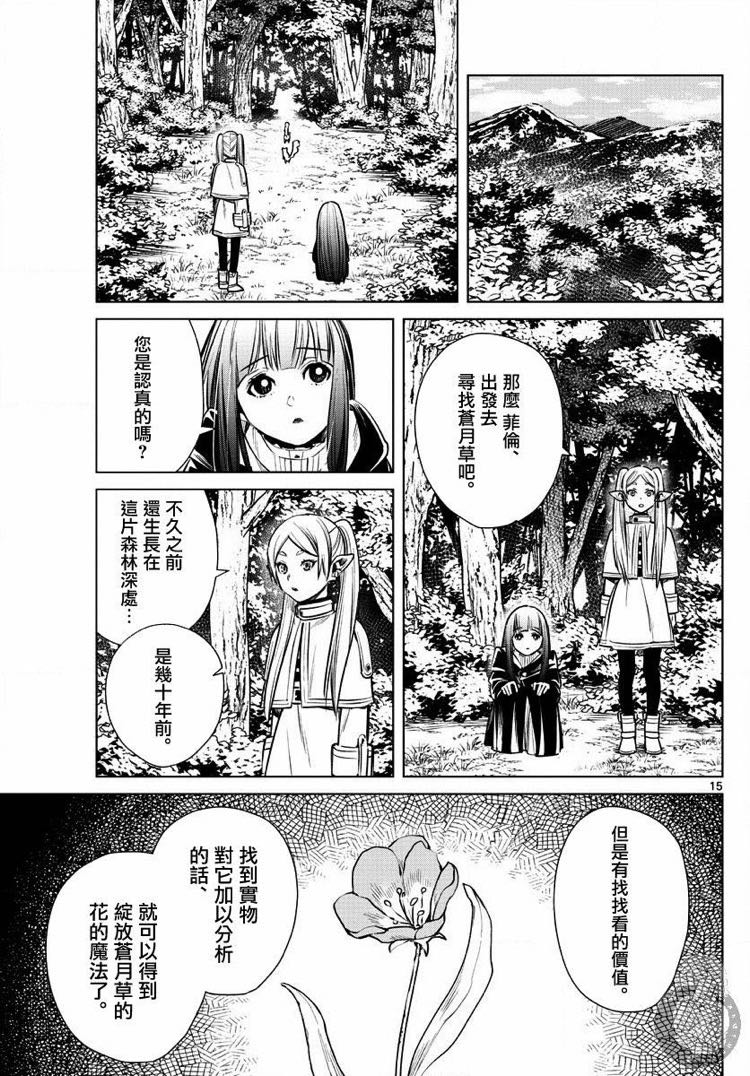 那麼菲倫、
出發去
尋找蒼月草吧。
您是認真的嗎？
不久之前
還生長在
這片森林深處…
是幾十年前。
15
但是有找找看的價值。
找到實物
對它加以分析
的話、
就可以得到
綻放蒼月草的
花的魔法了。